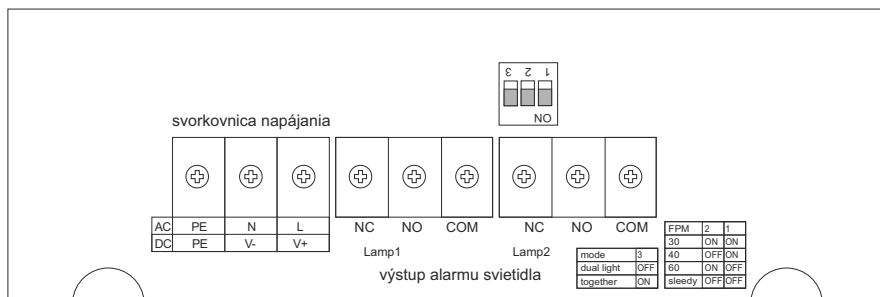 3 2 1
NO
svorkovnica napájania
AC PE N L
DC PE V- V+
NC NO COM
NC NO COM
Lamp1
Lamp2
výstup alarmu svietidla
mode 3
dual light OFF
together ON
FPM 2 1
30 ON ON
40 OFF ON
60 ON OFF
sleedy OFF OFF